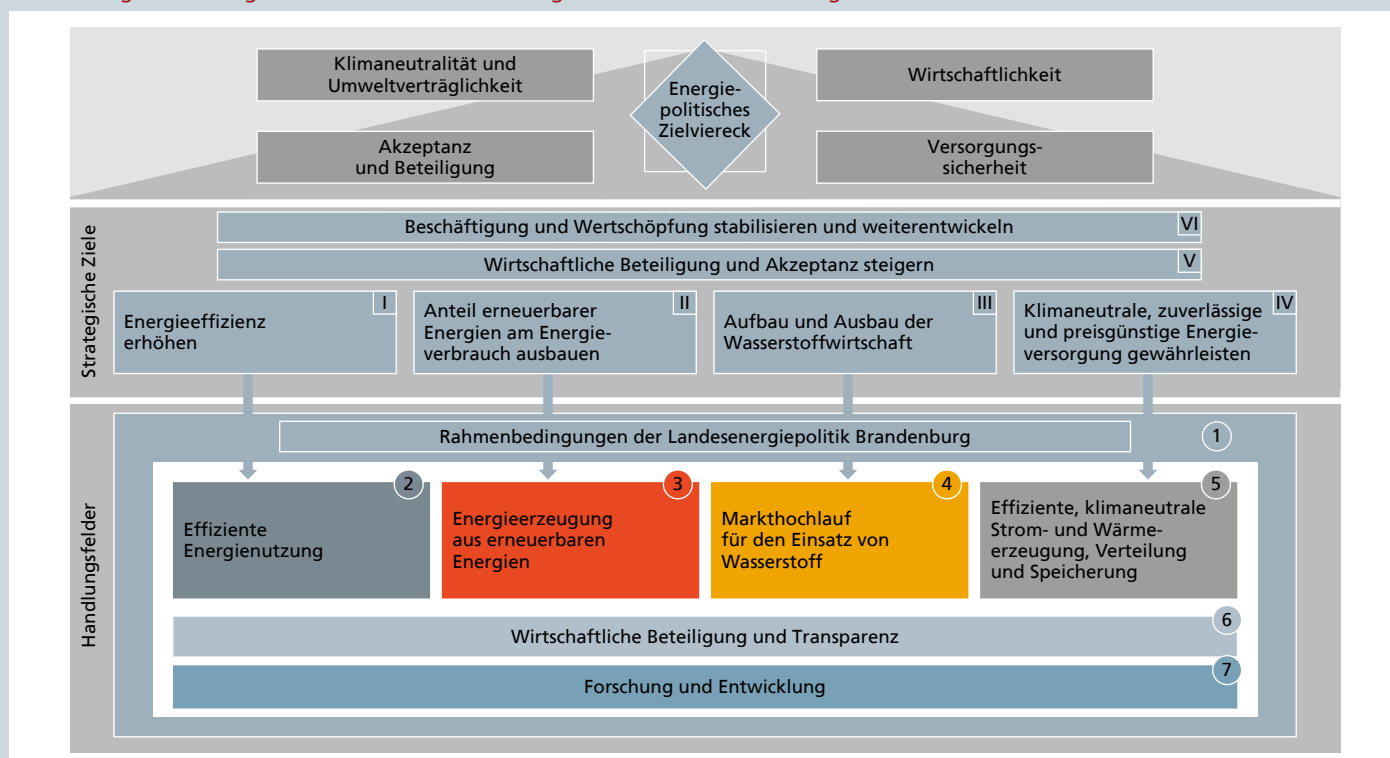 Klimaneutralität und
Umweltverträglichkeit
Energie-
politisches
Zielviereck
Wirtschaftlichkeit
Akzeptanz
und Beteiligung
Versorgungs-
sicherheit
Strategische Ziele
Beschäftigung und Wertschöpfung stabilisieren und weiterentwickeln
VI
Wirtschaftliche Beteiligung und Akzeptanz steigern
V
Energieeffizienz
erhöhen
I
Anteil erneuerbarer
Energien am Energie-
verbrauch ausbauen
II
Aufbau und Ausbau der
Wasserstoffwirtschaft
III
Klimaneutrale, zuverlässige
und preisgünstige Energie-
versorgung gewährleisten
IV
Handlungsfelder
Rahmenbedingungen der Landesenergiepolitik Brandenburg
1
Effiziente
Energienutzung
2
Energieerzeugung
aus erneuerbaren
Energien
3
Markthochlauf
für den Einsatz von
Wasserstoff
4
Effiziente, klimaneutrale
Strom- und Wärme-
erzeugung, Verteilung
und Speicherung
5
Wirtschaftliche Beteiligung und Transparenz
6
Forschung und Entwicklung
7